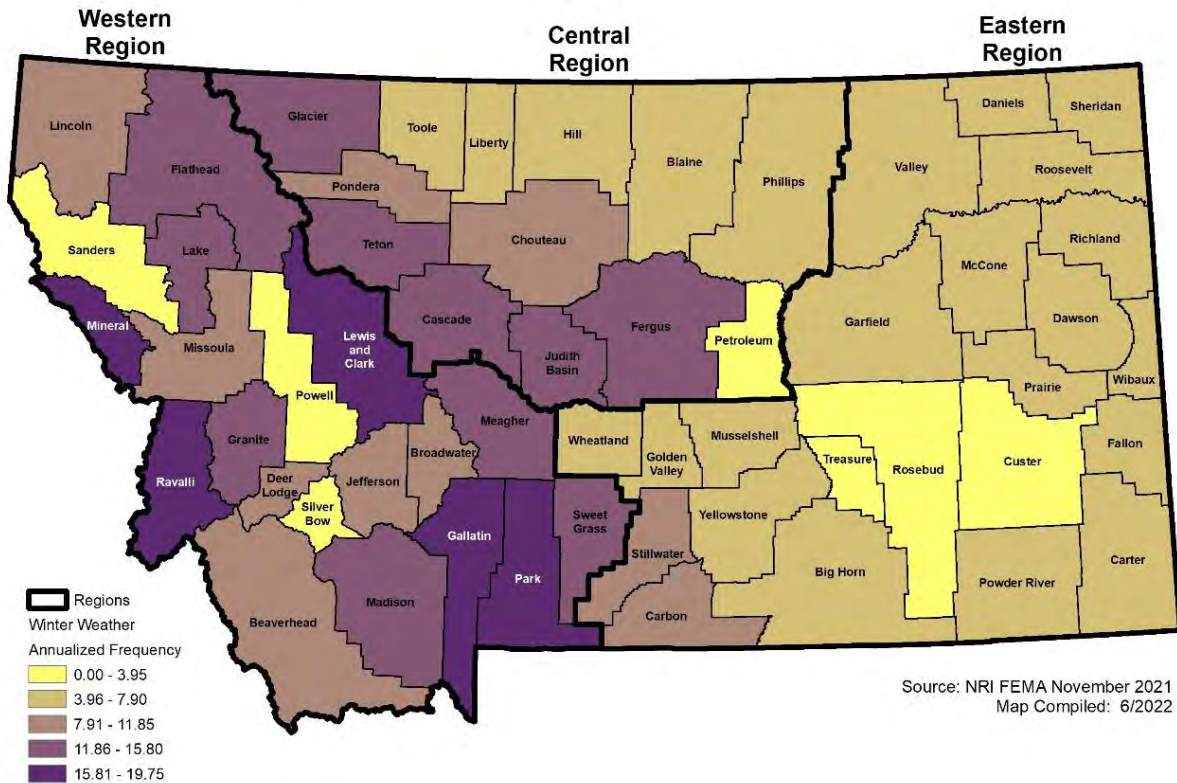 Western
Region
Central
Region
Eastern
Region
Lincoln
Flathead
Glacier
Toole
Liberty
Hill
Blaine
Phillips
Valley
Daniels
Sheridan
Roosevelt
Pondera
Teton
Chouteau
Sanders
Lake
Richland
McCone
Mineral
Missoula
Powell
Lewis
and
Clark
Cascade
Judith
Basin
Fergus
Petroleum
Garfield
Dawson
Prairie
Wibaux
Ravalli
Granite
Deer
Lodge
Silver
Bow
Jefferson
Broadwater
Meagher
Wheatland
Golden
Valley
Musselshell
Treasure
Rosebud
Custer
Fallon
Beaverhead
Madison
Gallatin
Park
Sweet
Grass
Stillwater
Yellowstone
Carbon
Big Horn
Powder River
Carter
Regions
Winter Weather
Annualized Frequency
0.00 - 3.95
3.96 - 7.90
7.91 - 11.85
11.86 - 15.80
15.81 - 19.75
Source: NRI FEMA November 2021
Map Compiled: 6/2022